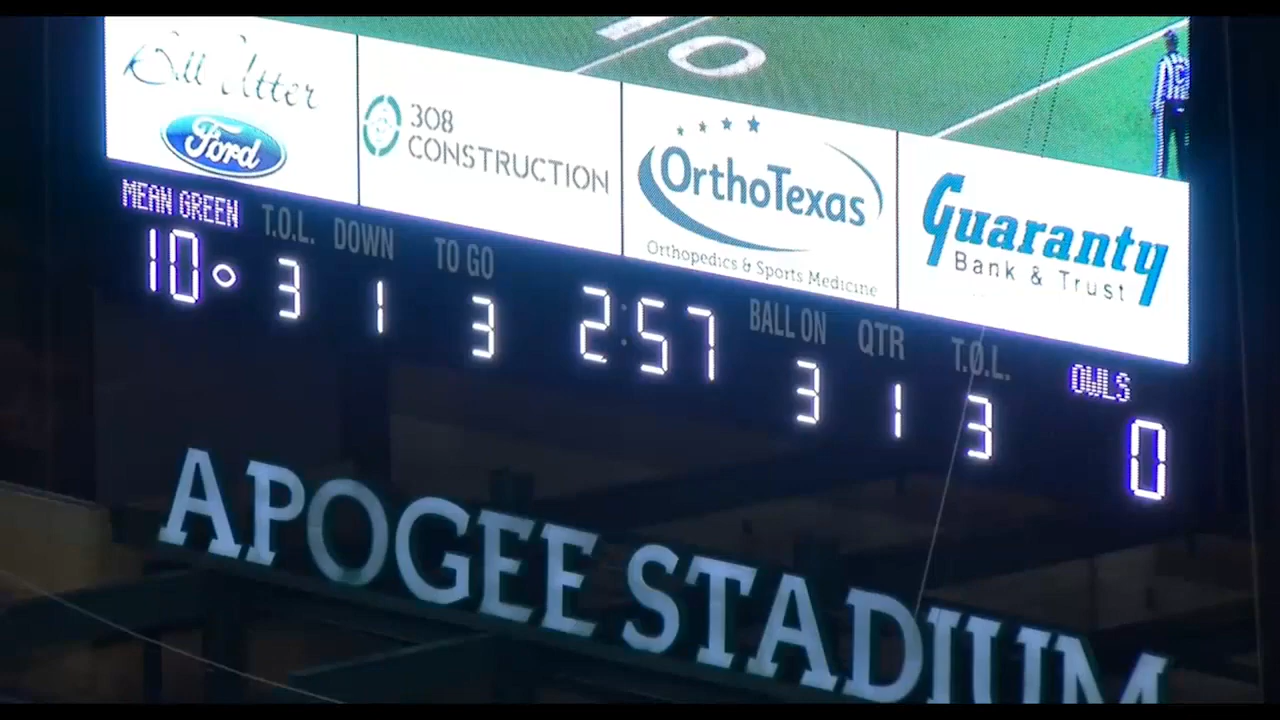 0
C
Bill Utter
Ford
308
CONSTRUCTION
OrthoTexas
Orthopedics & Sports Medicine
Guaranty
Bank & Trust
MEAN GREEN T.O.L. DOWN TO GO BALL ON QTR T.O.L. OWLS
10 3 1 3 2:57 3 1 3 0
APOGEE STADIUM